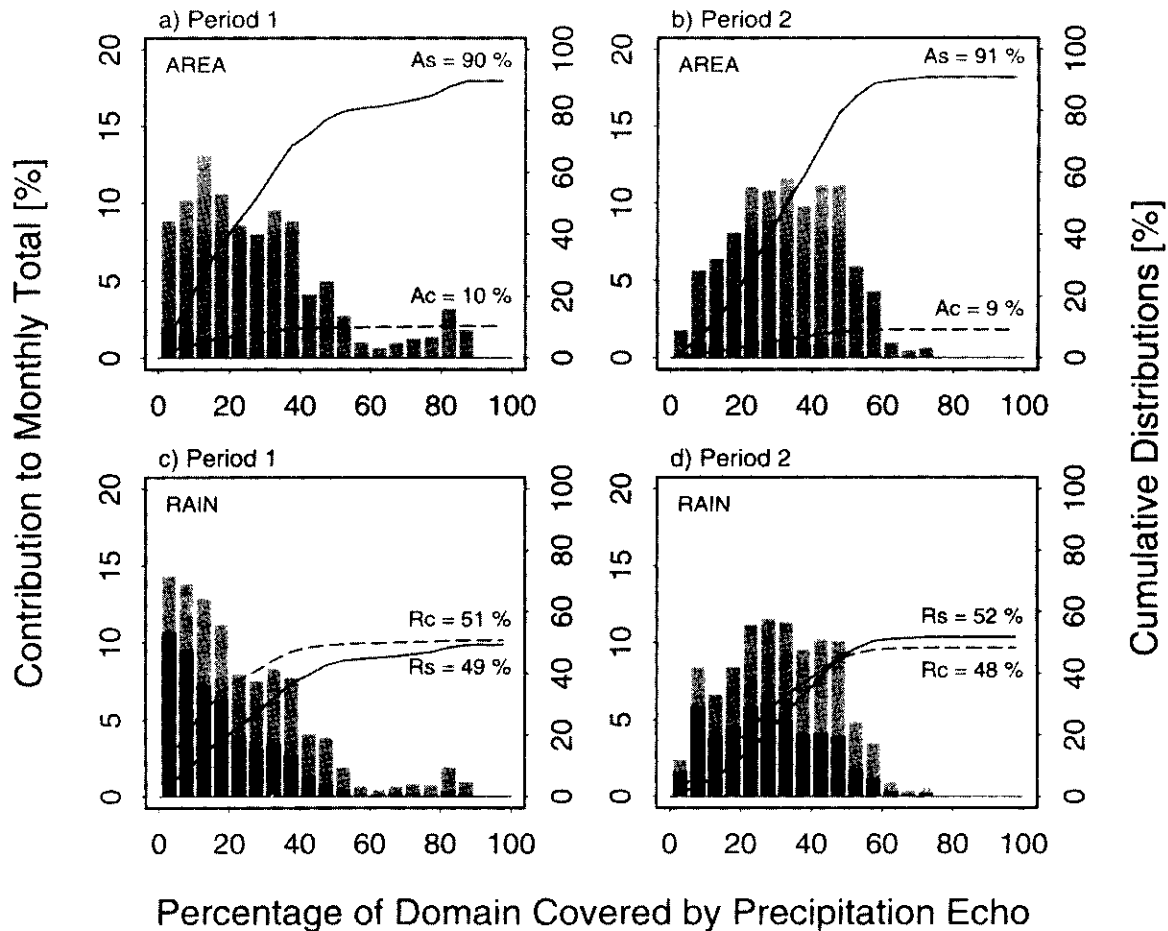 a) Period 1
b) Period 2
Contribution to Monthly Total [%]
Cumulative Distributions [%]
20
15
10
5
0
AREA
As = 90 %
Ac = 10 %
100
80
60
40
20
0
0 20 40 60 80 100
20
15
10
5
0
AREA
As = 91 %
Ac = 9 %
100
80
60
40
20
0
0 20 40 60 80 100
c) Period 1
d) Period 2
20
15
10
5
0
RAIN
Rc = 51 %
Rs = 49 %
100
80
60
40
20
0
0 20 40 60 80 100
20
15
10
5
0
RAIN
Rs = 52 %
Rc = 48 %
100
80
60
40
20
0
0 20 40 60 80 100
Percentage of Domain Covered by Precipitation Echo